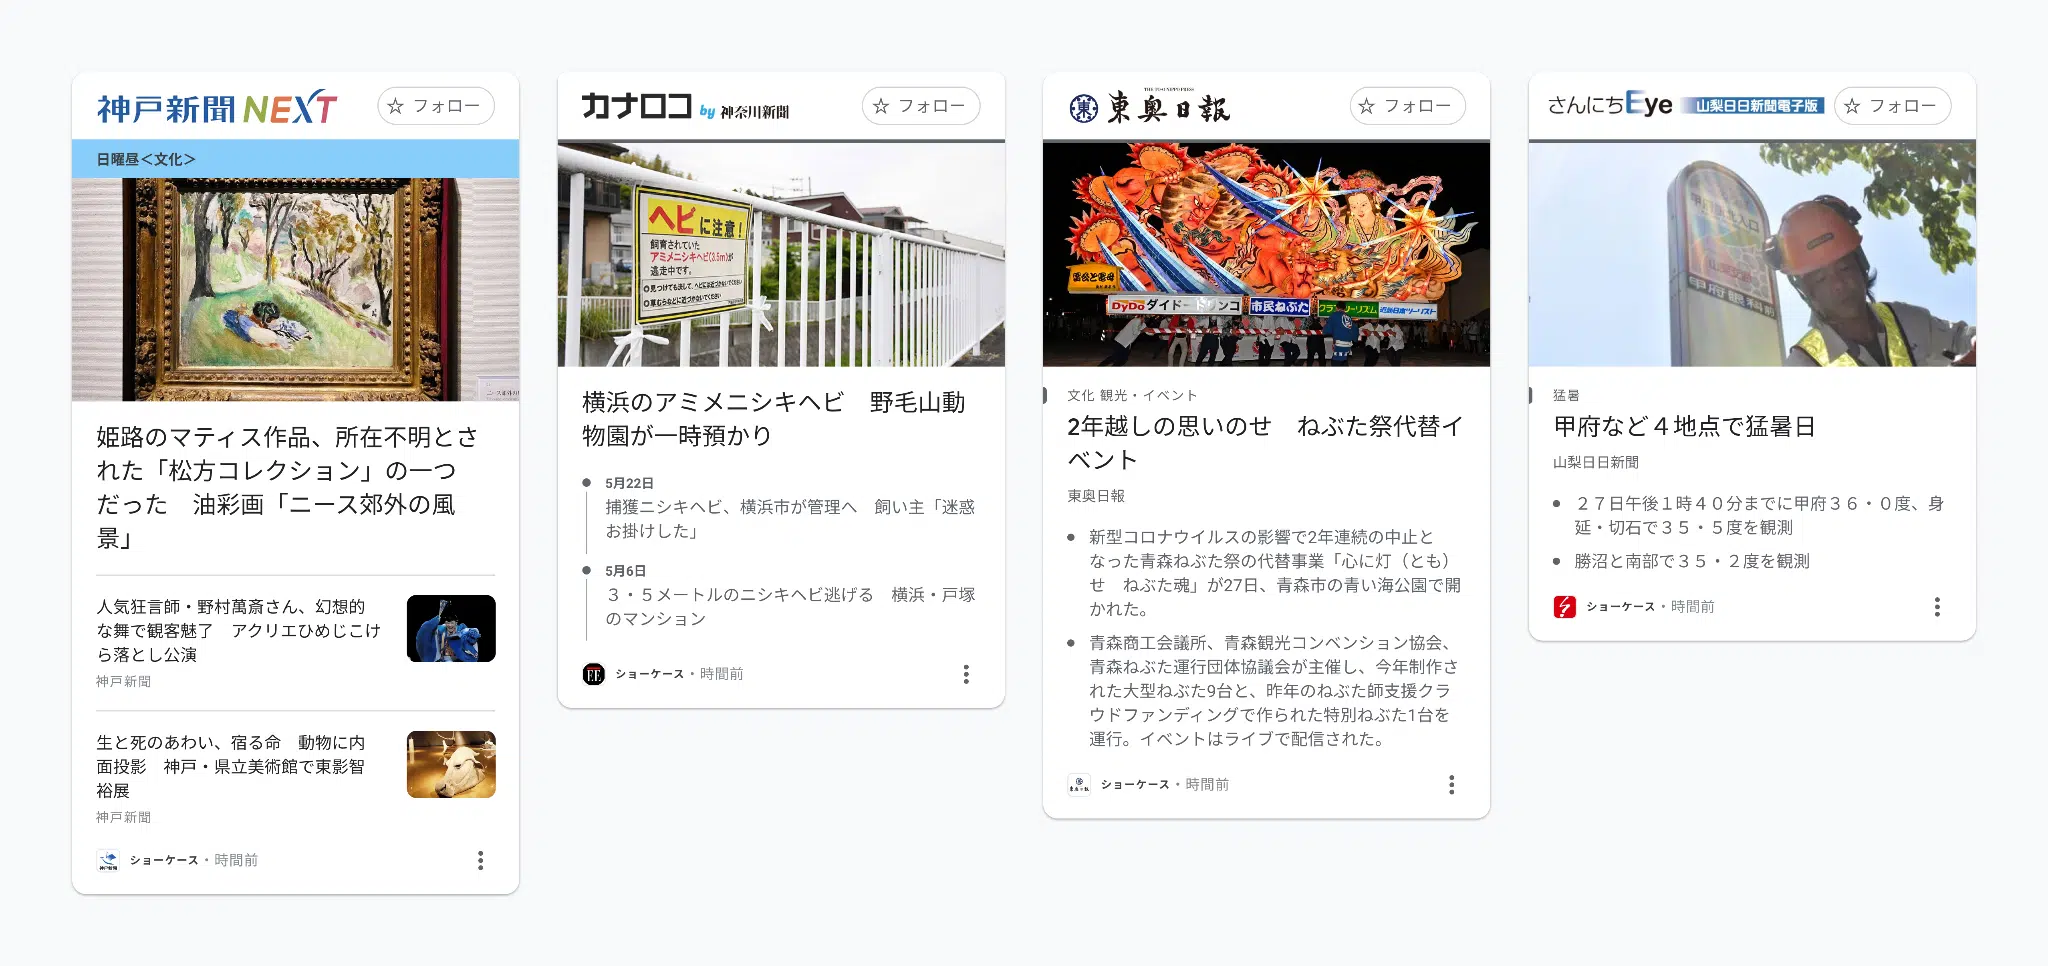 神戸新聞NEXT
☆ フォロー
日曜昼＜文化＞
姫路のマティス作品、所在不明とさ
れた「松方コレクション」の一つ
だった　油彩画「ニース郊外の風
景」
人気狂言師・野村萬斎さん、幻想的
な舞で観客魅了　アクリエひめじこけ
ら落とし公演
神戸新聞
生と死のあわい、宿る命　動物に内
面投影　神戸・県立美術館で東影智
裕展
神戸新聞
ショーケース・時間前
カナロコ by 神奈川新聞
☆ フォロー
ヘビに注意！
飼育されていた
アミメニシキヘビ(3.5m)が
逃走中です。
横浜のアミメニシキヘビ　野毛山動
物園が一時預かり
5月22日
捕獲ニシキヘビ、横浜市が管理へ　飼い主「迷惑
お掛けした」
5月6日
３・５メートルのニシキヘビ逃げる　横浜・戸塚
のマンション
ショーケース・時間前
東奥日報
☆ フォロー
DyDo ダイドードリンコ
市民ねぶた
文化 観光・イベント
2年越しの思いのせ　ねぶた祭代替イ
ベント
東奥日報
新型コロナウイルスの影響で2年連続の中止と
なった青森ねぶた祭の代替事業「心に灯（とも）
せ　ねぶた魂」が27日、青森市の青い海公園で開
かれた。
青森商工会議所、青森観光コンベンション協会、
青森ねぶた運行団体協議会が主催し、今年制作さ
れた大型ねぶた9台と、昨年のねぶた師支援クラ
ウドファンディングで作られた特別ねぶた1台を
運行。イベントはライブで配信された。
ショーケース・時間前
さんにちEye 山梨日日新聞電子版
☆ フォロー
甲府眼科前
猛暑
甲府など４地点で猛暑日
山梨日日新聞
２７日午後１時４０分までに甲府３６・０度、身
延・切石で３５・５度を観測
勝沼と南部で３５・２度を観測
ショーケース・時間前